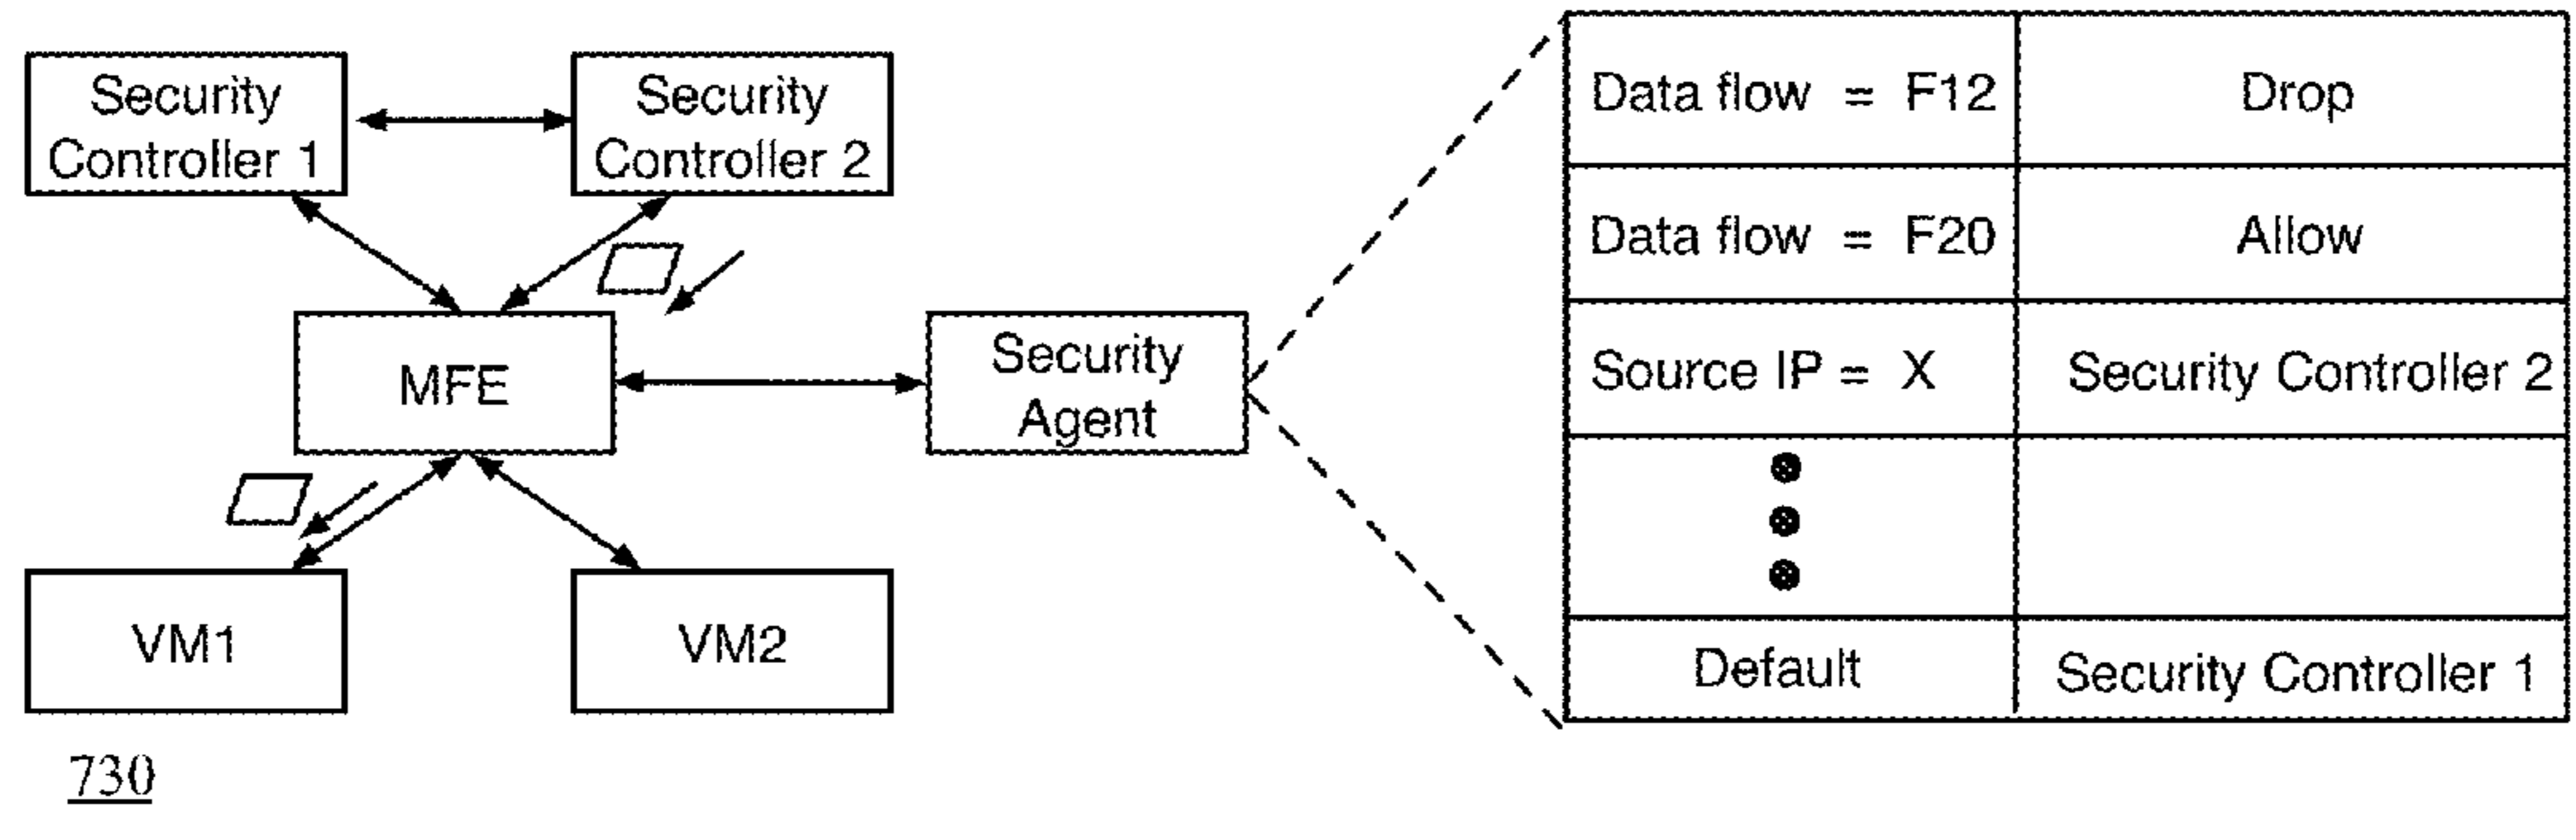 Security
Controller 1
Security
Controller 2
MFE
Security
Agent
VM1
VM2
730
Data flow = F12 Drop
Data flow = F20 Allow
Source IP = X Security Controller 2
Default Security Controller 1